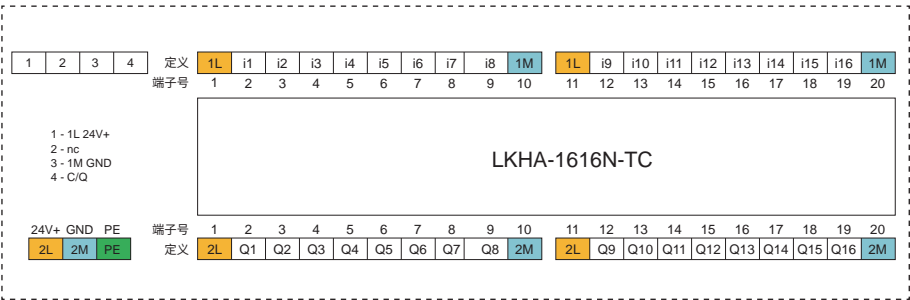 1 2 3 4 定义 1L i1 i2 i3 i4 i5 i6 i7 i8 1M 1L i9 i10 i11 i12 i13 i14 i15 i16 1M
端子号 1 2 3 4 5 6 7 8 9 10 11 12 13 14 15 16 17 18 19 20
1 - 1L 24V+
2 - nc
3 - 1M GND
4 - C/Q
LKHA-1616N-TC
24V+ GND PE 端子号 1 2 3 4 5 6 7 8 9 10 11 12 13 14 15 16 17 18 19 20
2L 2M PE 定义 2L Q1 Q2 Q3 Q4 Q5 Q6 Q7 Q8 2M 2L Q9 Q10 Q11 Q12 Q13 Q14 Q15 Q16 2M